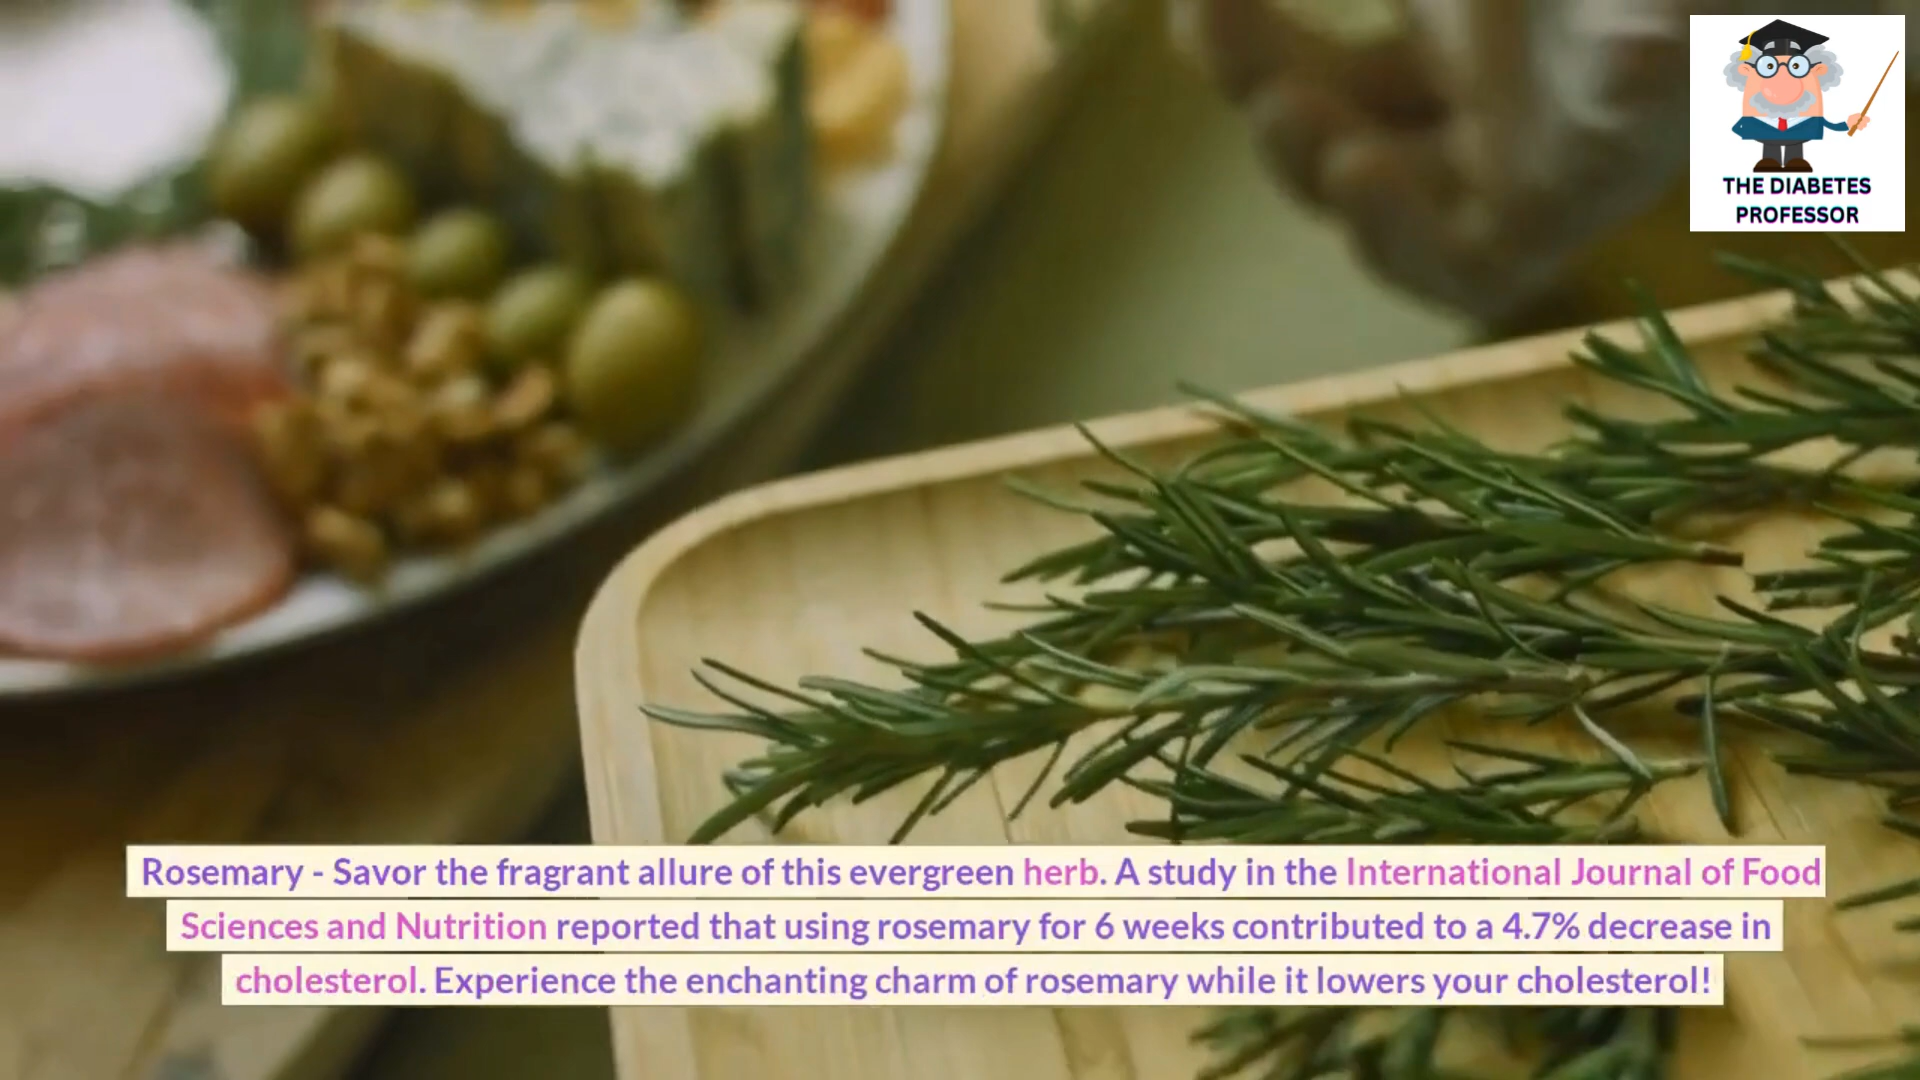 THE DIABETES
PROFESSOR
Rosemary - Savor the fragrant allure of this evergreen herb. A study in the International Journal of Food
Sciences and Nutrition reported that using rosemary for 6 weeks contributed to a 4.7% decrease in
cholesterol. Experience the enchanting charm of rosemary while it lowers your cholesterol!